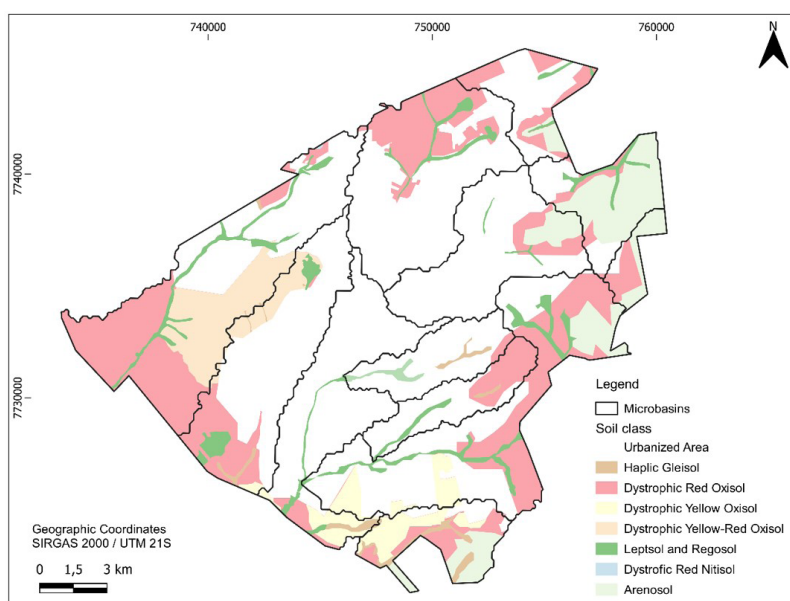 740000
750000
760000
7740000
7730000
Legend
Microbasins
Soil class
Urbanized Area
Haplic Gleisol
Dystrophic Red Oxisol
Dystrophic Yellow Oxisol
Dystrophic Yellow-Red Oxisol
Leptsol and Regosol
Dystrofic Red Nitisol
Arenosol
Geographic Coordinates
SIRGAS 2000 / UTM 21S
0 1,5 3 km